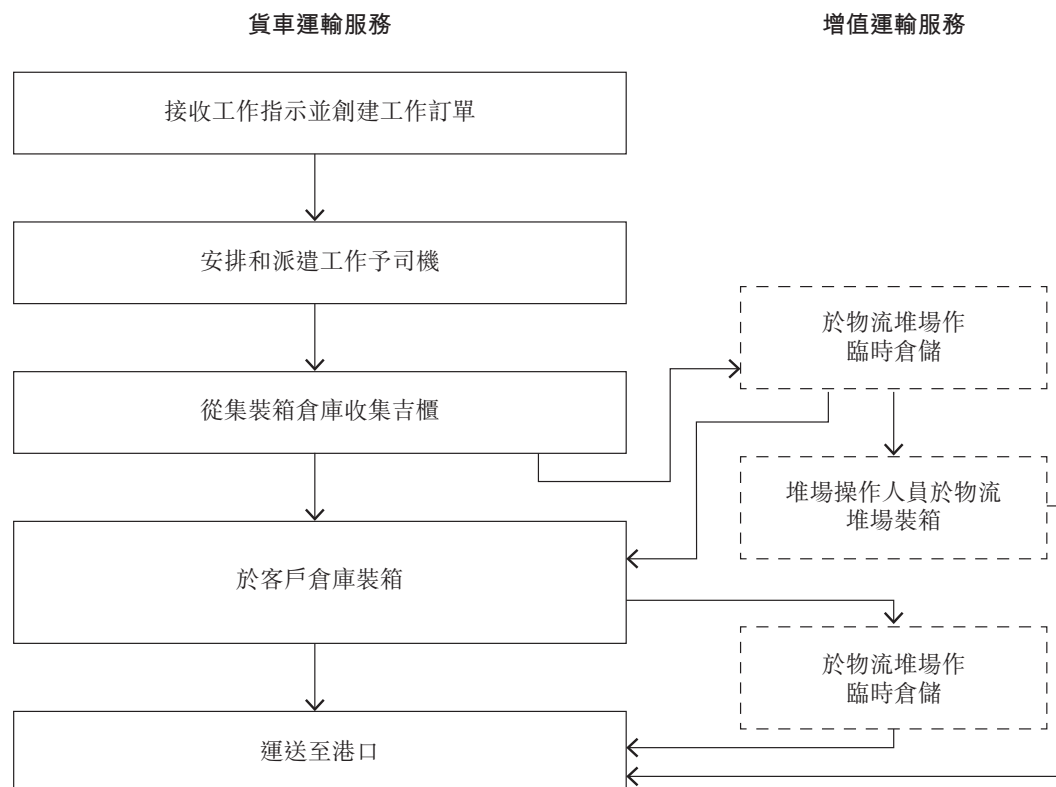 貨車運輸服務
增值運輸服務
接收工作指示並創建工作訂單
安排和派遣工作予司機
於物流堆場作
臨時倉儲
從集裝箱倉庫收集吉櫃
堆場操作人員於物流
堆場裝箱
於客戶倉庫裝箱
於物流堆場作
臨時倉儲
運送至港口